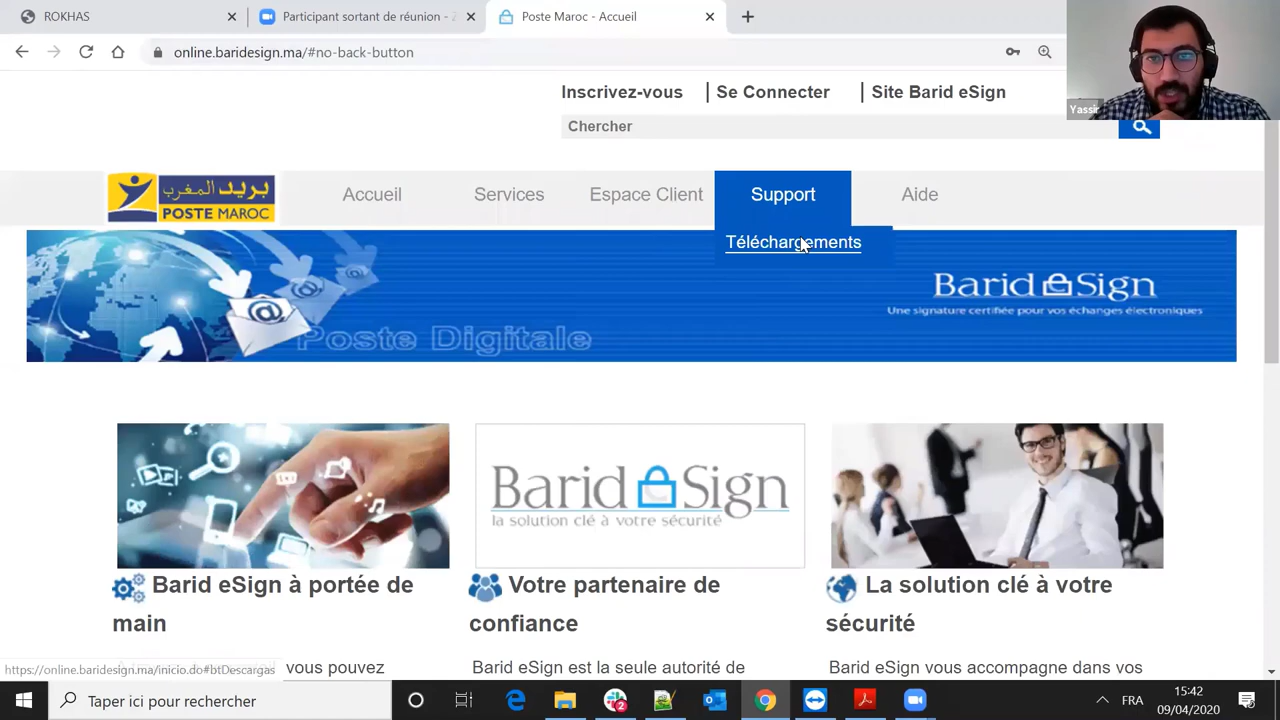 ROKHAS
Participant sortant de réunion -
Poste Maroc - Accueil
online.baridesign.ma/#no-back-button
Yassir
Inscrivez-vous | Se Connecter | Site Barid eSign
Chercher
بريد المغرب
POSTE MAROC
Accueil Services Espace Client Support Aide
Téléchargements
Barid eSign
Une signature certifiée pour vos échanges électroniques
Poste Digitale
Barid eSign
la solution clé à votre sécurité
Barid eSign à portée de
main
Votre partenaire de
confiance
La solution clé à votre
sécurité
vous pouvez
Barid eSign est la seule autorité de
Barid eSign vous accompagne dans vos
https://online.baridesign.ma/inicio.do#btDescargas
Taper ici pour rechercher
2
FRA
15:42
09/04/2020